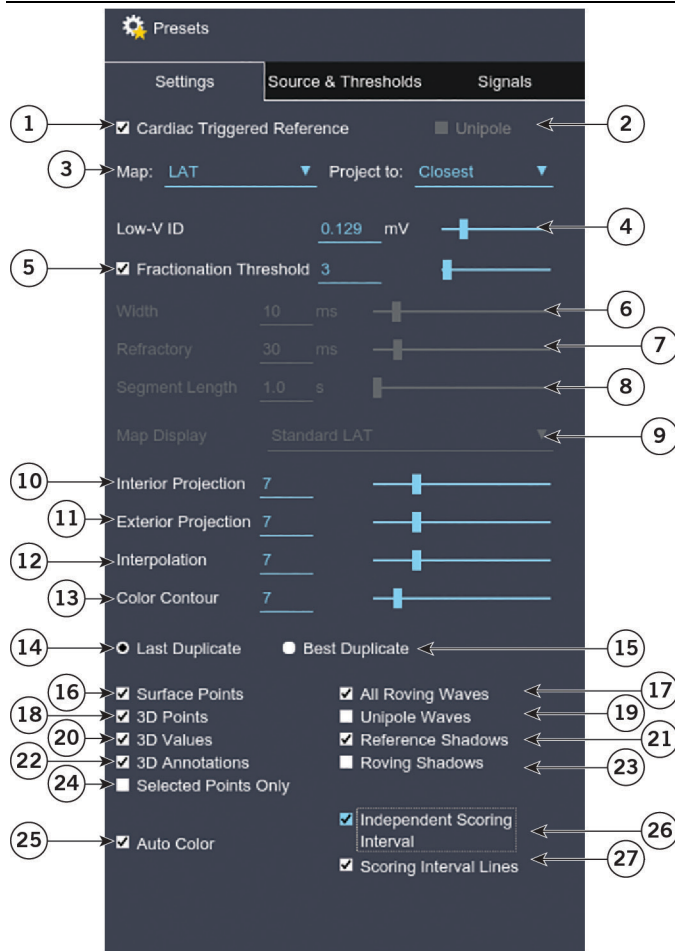 Presets
Settings Source & Thresholds Signals
1 Cardiac Triggered Reference Unipole 2
3 Map: LAT Project to: Closest
Low-V ID 0.129 mV 4
5 Fractionation Threshold 3
Width 10 ms 6
Refractory 30 ms 7
Segment Length 1.0 s 8
Map Display Standard LAT 9
10 Interior Projection 7
11 Exterior Projection 7
12 Interpolation 7
13 Color Contour 7
14 Last Duplicate Best Duplicate 15
16 Surface Points All Roving Waves 17
18 3D Points Unipole Waves 19
20 3D Values Reference Shadows 21
22 3D Annotations Roving Shadows 23
24 Selected Points Only
25 Auto Color Independent Scoring 26
Interval
Scoring Interval Lines 27